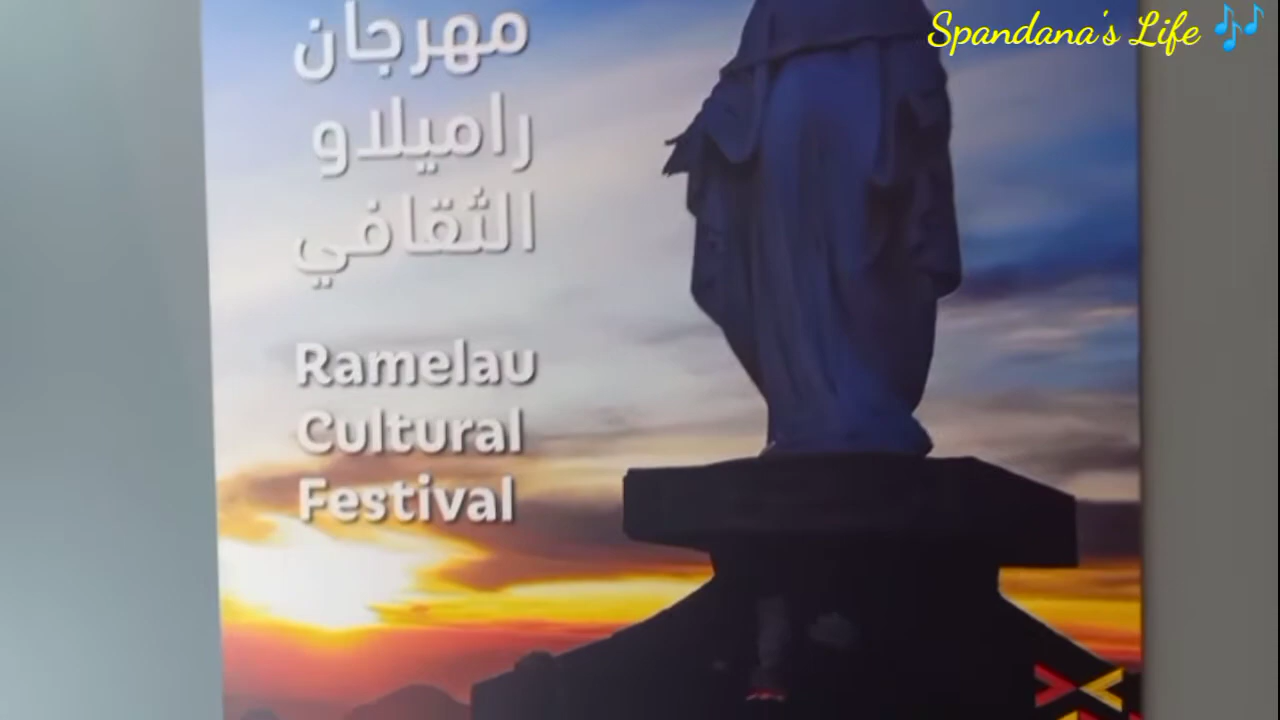 Spandana's Life 🎶
مهرجان
راميلاو
الثقافي
Ramelau
Cultural
Festival